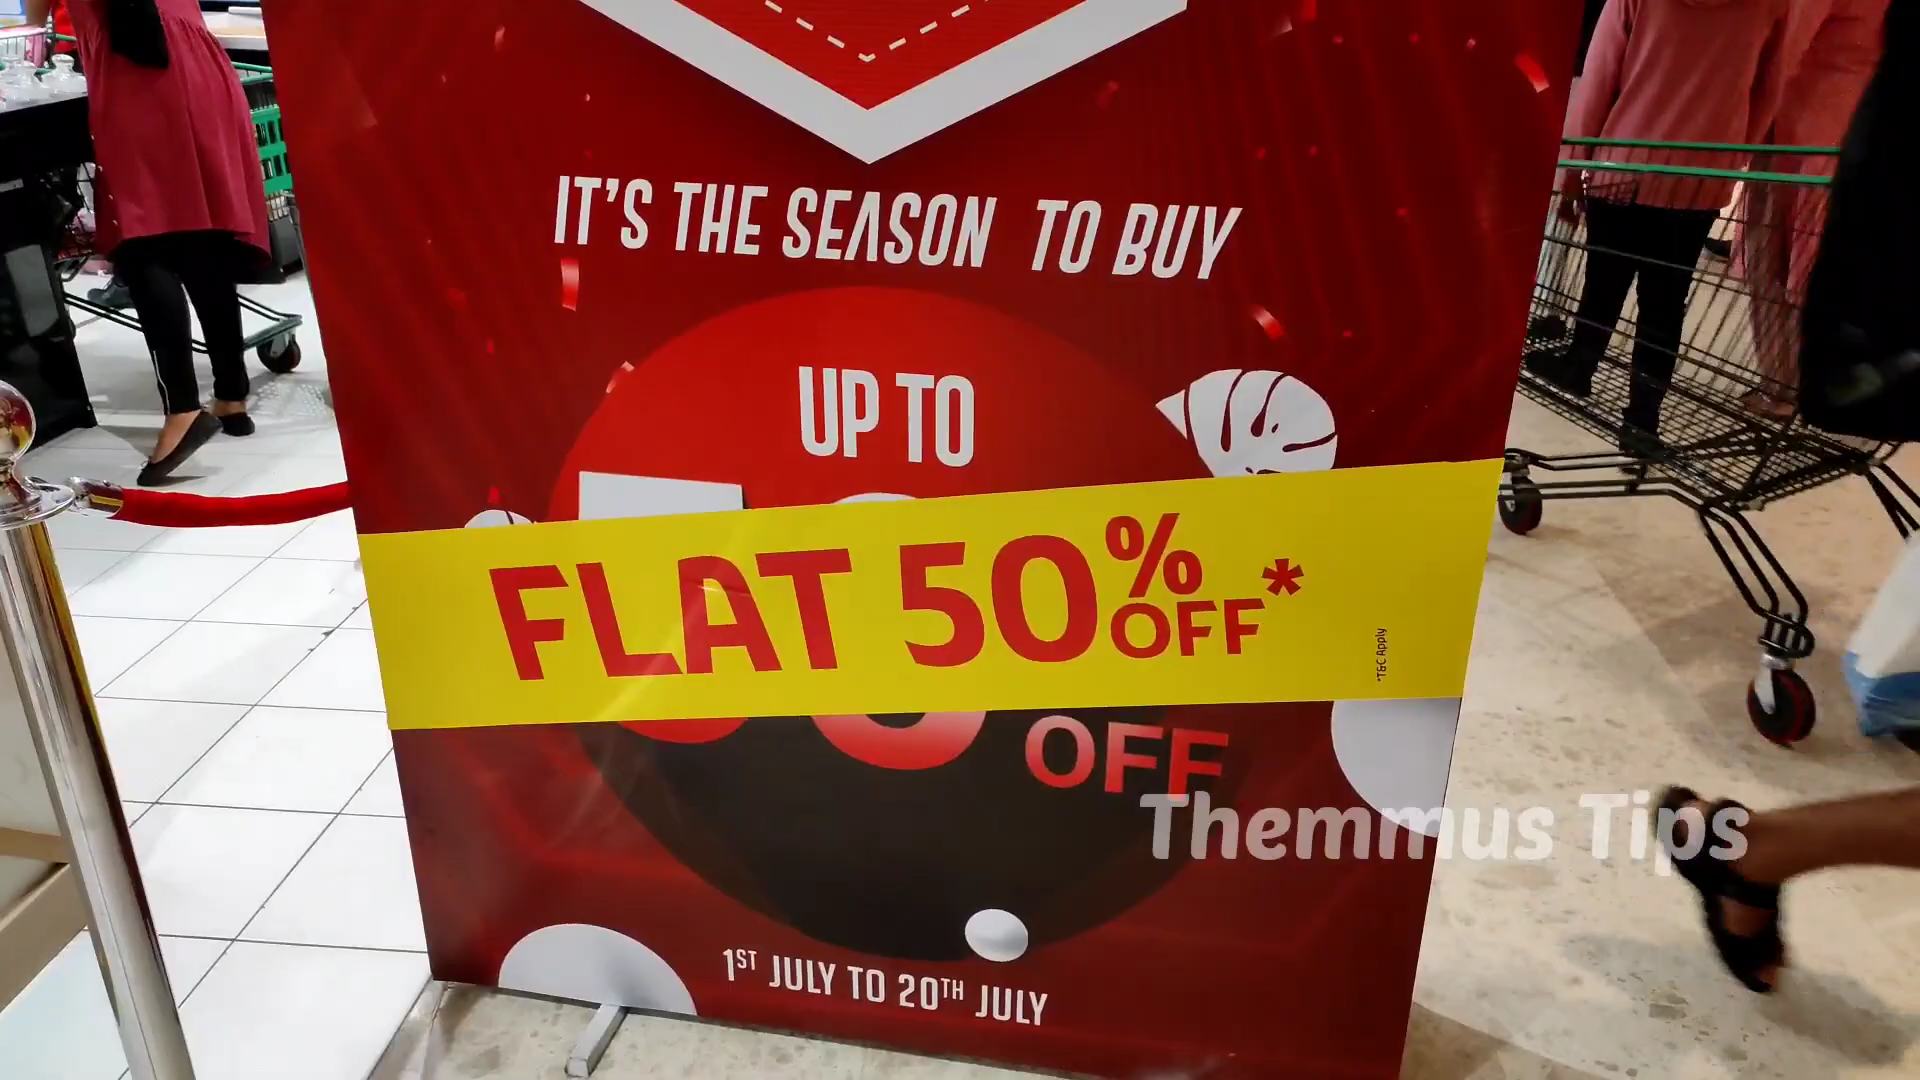 IT'S THE SEASON TO BUY
UP TO
FLAT 50% OFF*
*T&C Apply
OFF
Themmus Tips
1ST JULY TO 20TH JULY